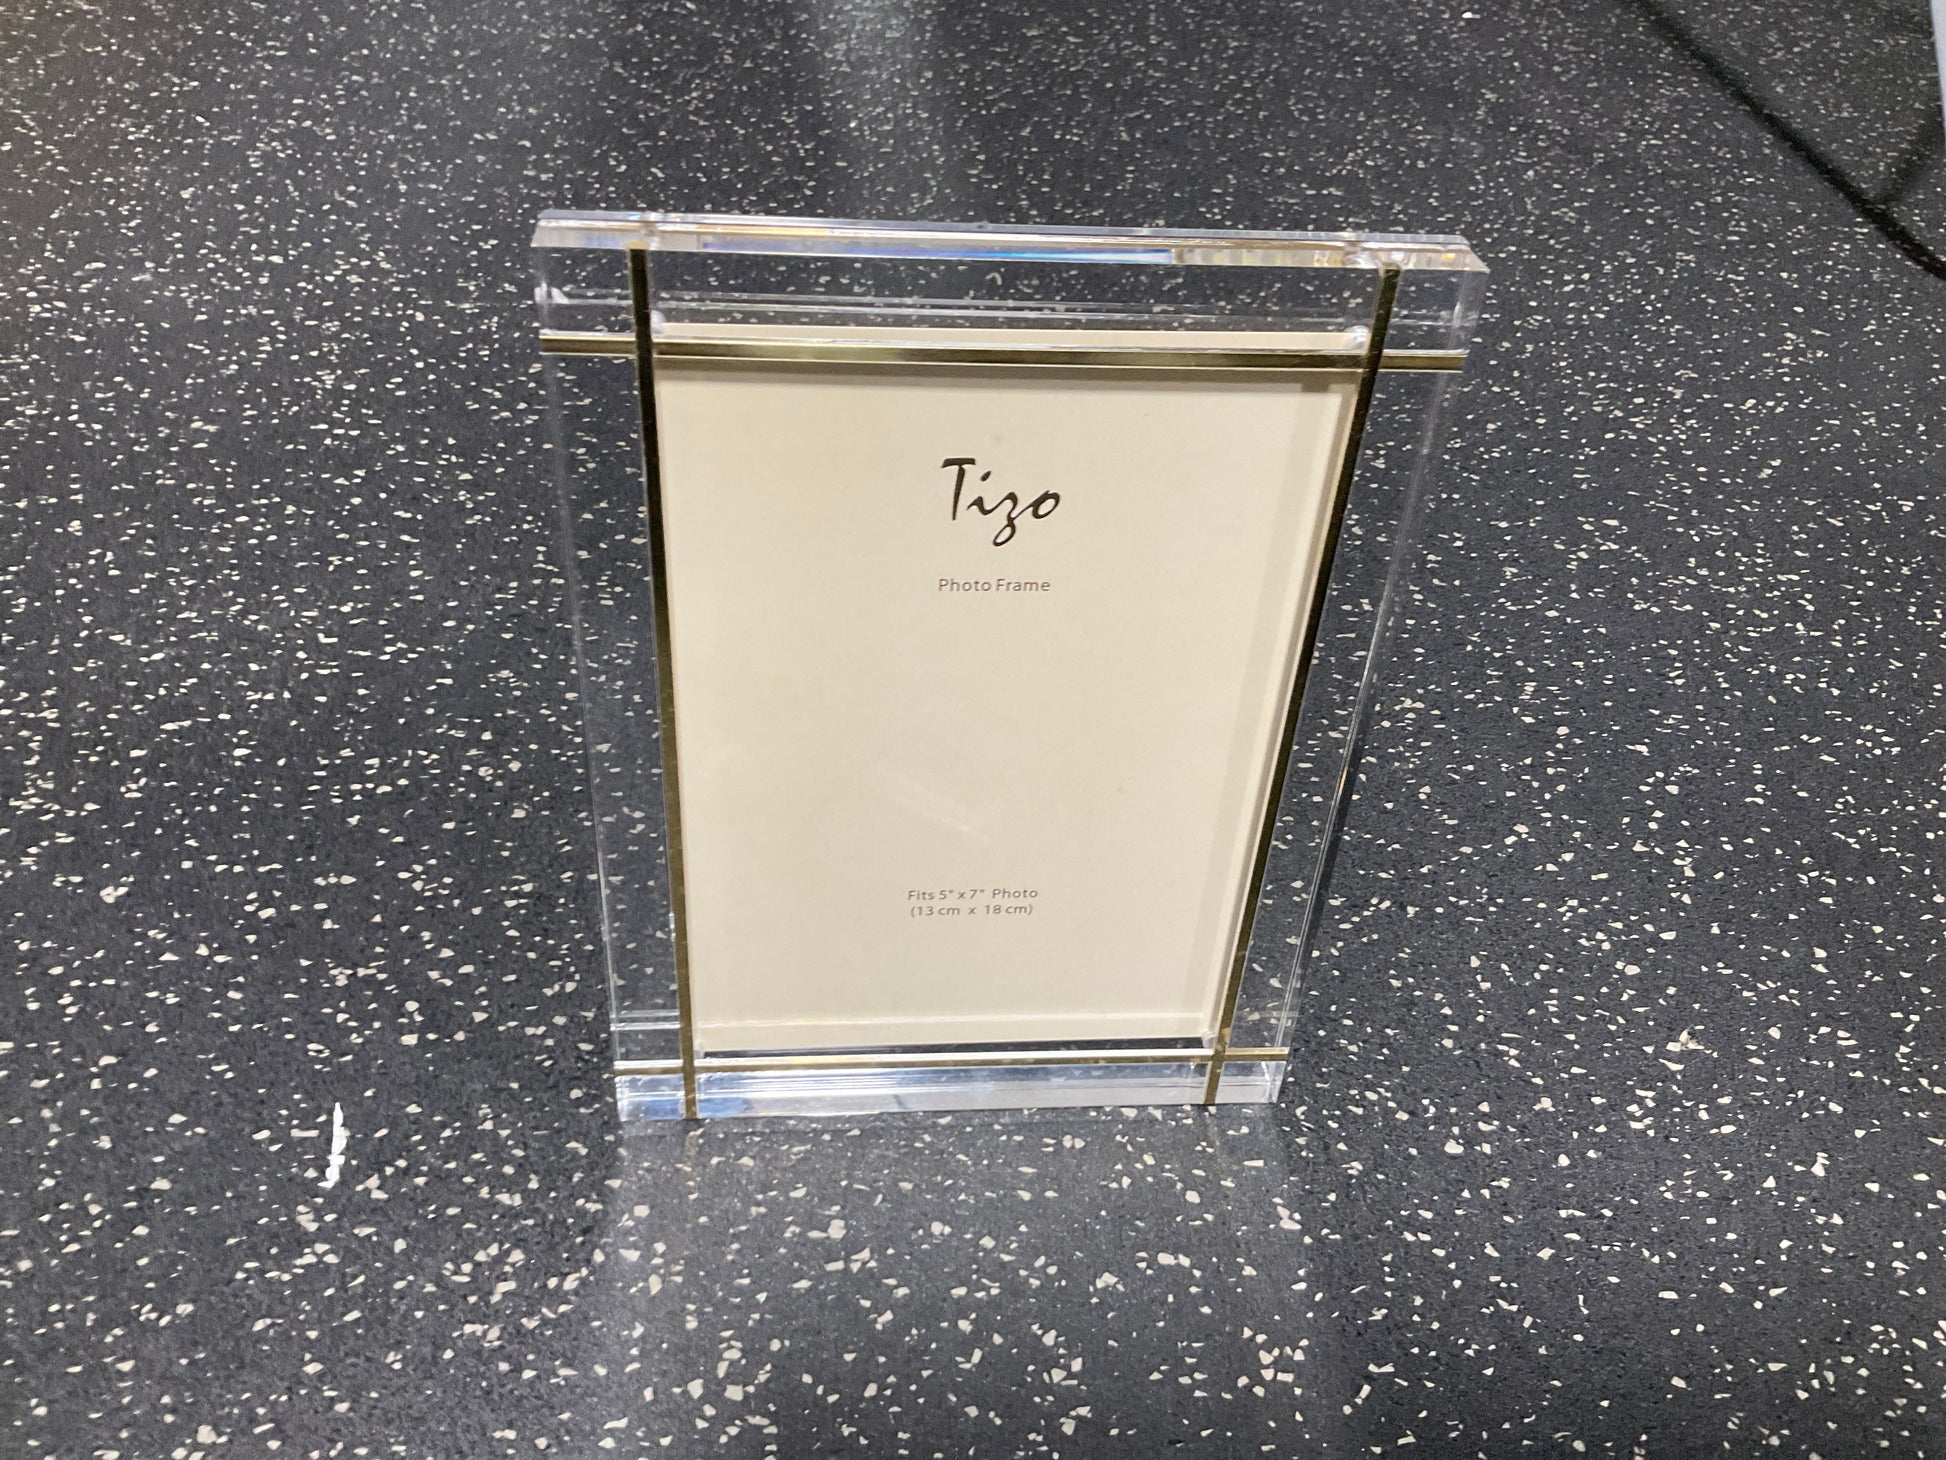 Tizo
Photo Frame
Fits 5" x 7" Photo
(13 cm x 18 cm)